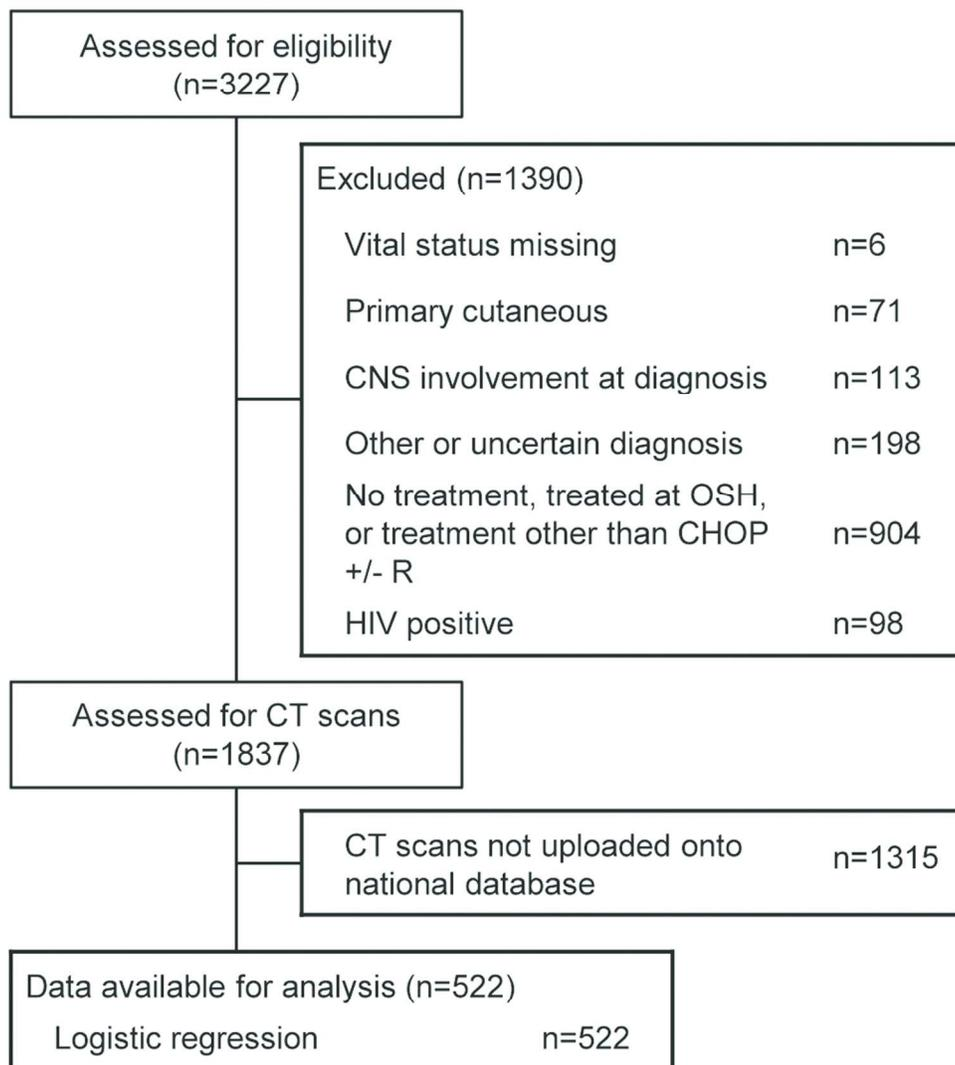 Assessed for eligibility
(n=3227)
Excluded (n=1390)
Vital status missing n=6
Primary cutaneous n=71
CNS involvement at diagnosis n=113
Other or uncertain diagnosis n=198
No treatment, treated at OSH,
or treatment other than CHOP n=904
+/- R
HIV positive n=98
Assessed for CT scans
(n=1837)
CT scans not uploaded onto n=1315
national database
Data available for analysis (n=522)
Logistic regression n=522